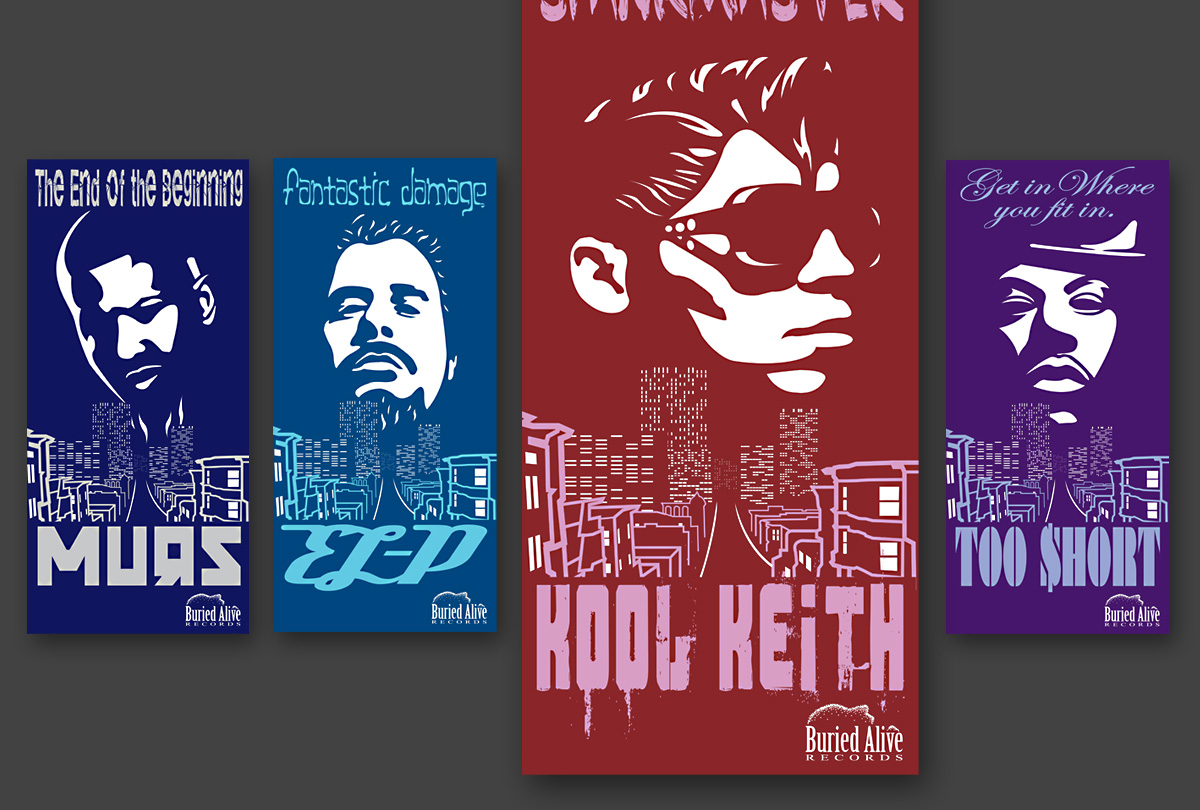 The End Of the Beginning
MURS
Buried Alive
RECORDS
fantastic damage
EL-P
Buried Alive
RECORDS
SPANKMASTER
KOOL KEITH
Buried Alive
RECORDS
Get in Where
you fit in.
TOO $HORT
Buried Alive
RECORDS